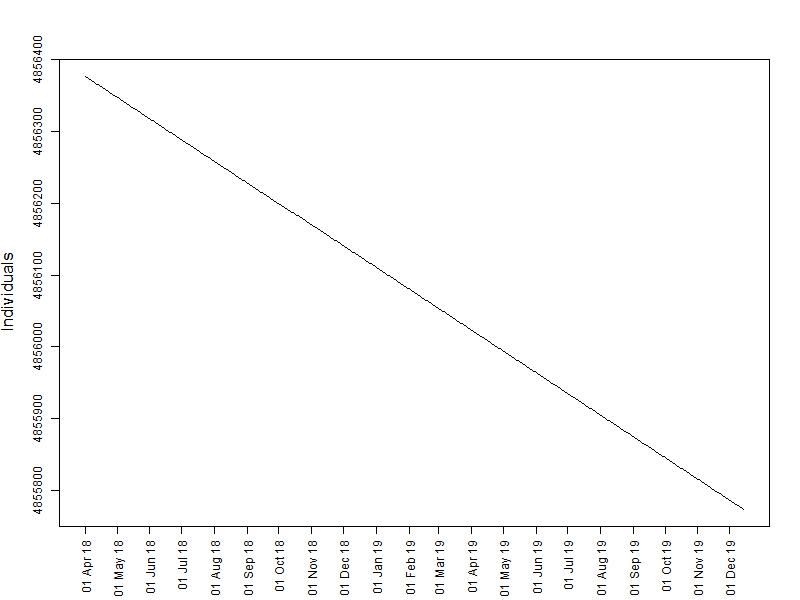 Individuals
4856400
4856300
4856200
4856100
4856000
4855900
4855800
01 Apr 18
01 May 18
01 Jun 18
01 Jul 18
01 Aug 18
01 Sep 18
01 Oct 18
01 Nov 18
01 Dec 18
01 Jan 19
01 Feb 19
01 Mar 19
01 Apr 19
01 May 19
01 Jun 19
01 Jul 19
01 Aug 19
01 Sep 19
01 Oct 19
01 Nov 19
01 Dec 19